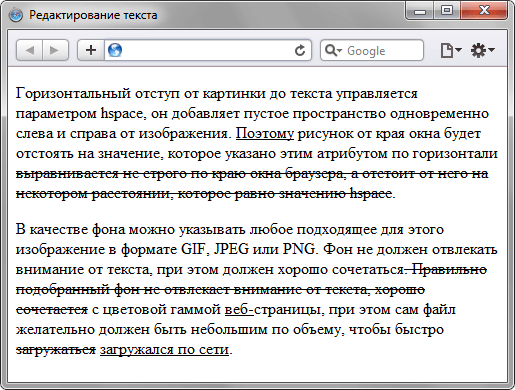 Редактирование текста
Google
Горизонтальный отступ от картинки до текста управляется
параметром hspace, он добавляет пустое пространство одновременно
слева и справа от изображения. Поэтому рисунок от края окна будет
отстоять на значение, которое указано этим атрибутом по горизонтали
выравнивается не строго по краю окна браузера, а отстоит от него на
некотором расстоянии, которое равно значению hspace.
В качестве фона можно указывать любое подходящее для этого
изображение в формате GIF, JPEG или PNG. Фон не должен отвлекать
внимание от текста, при этом должен хорошо сочетаться. Правильно
подобранный фон не отвлекает внимание от текста, хорошо
сочетается с цветовой гаммой веб-страницы, при этом сам файл
желательно должен быть небольшим по объему, чтобы быстро
загружаться загружался по сети.